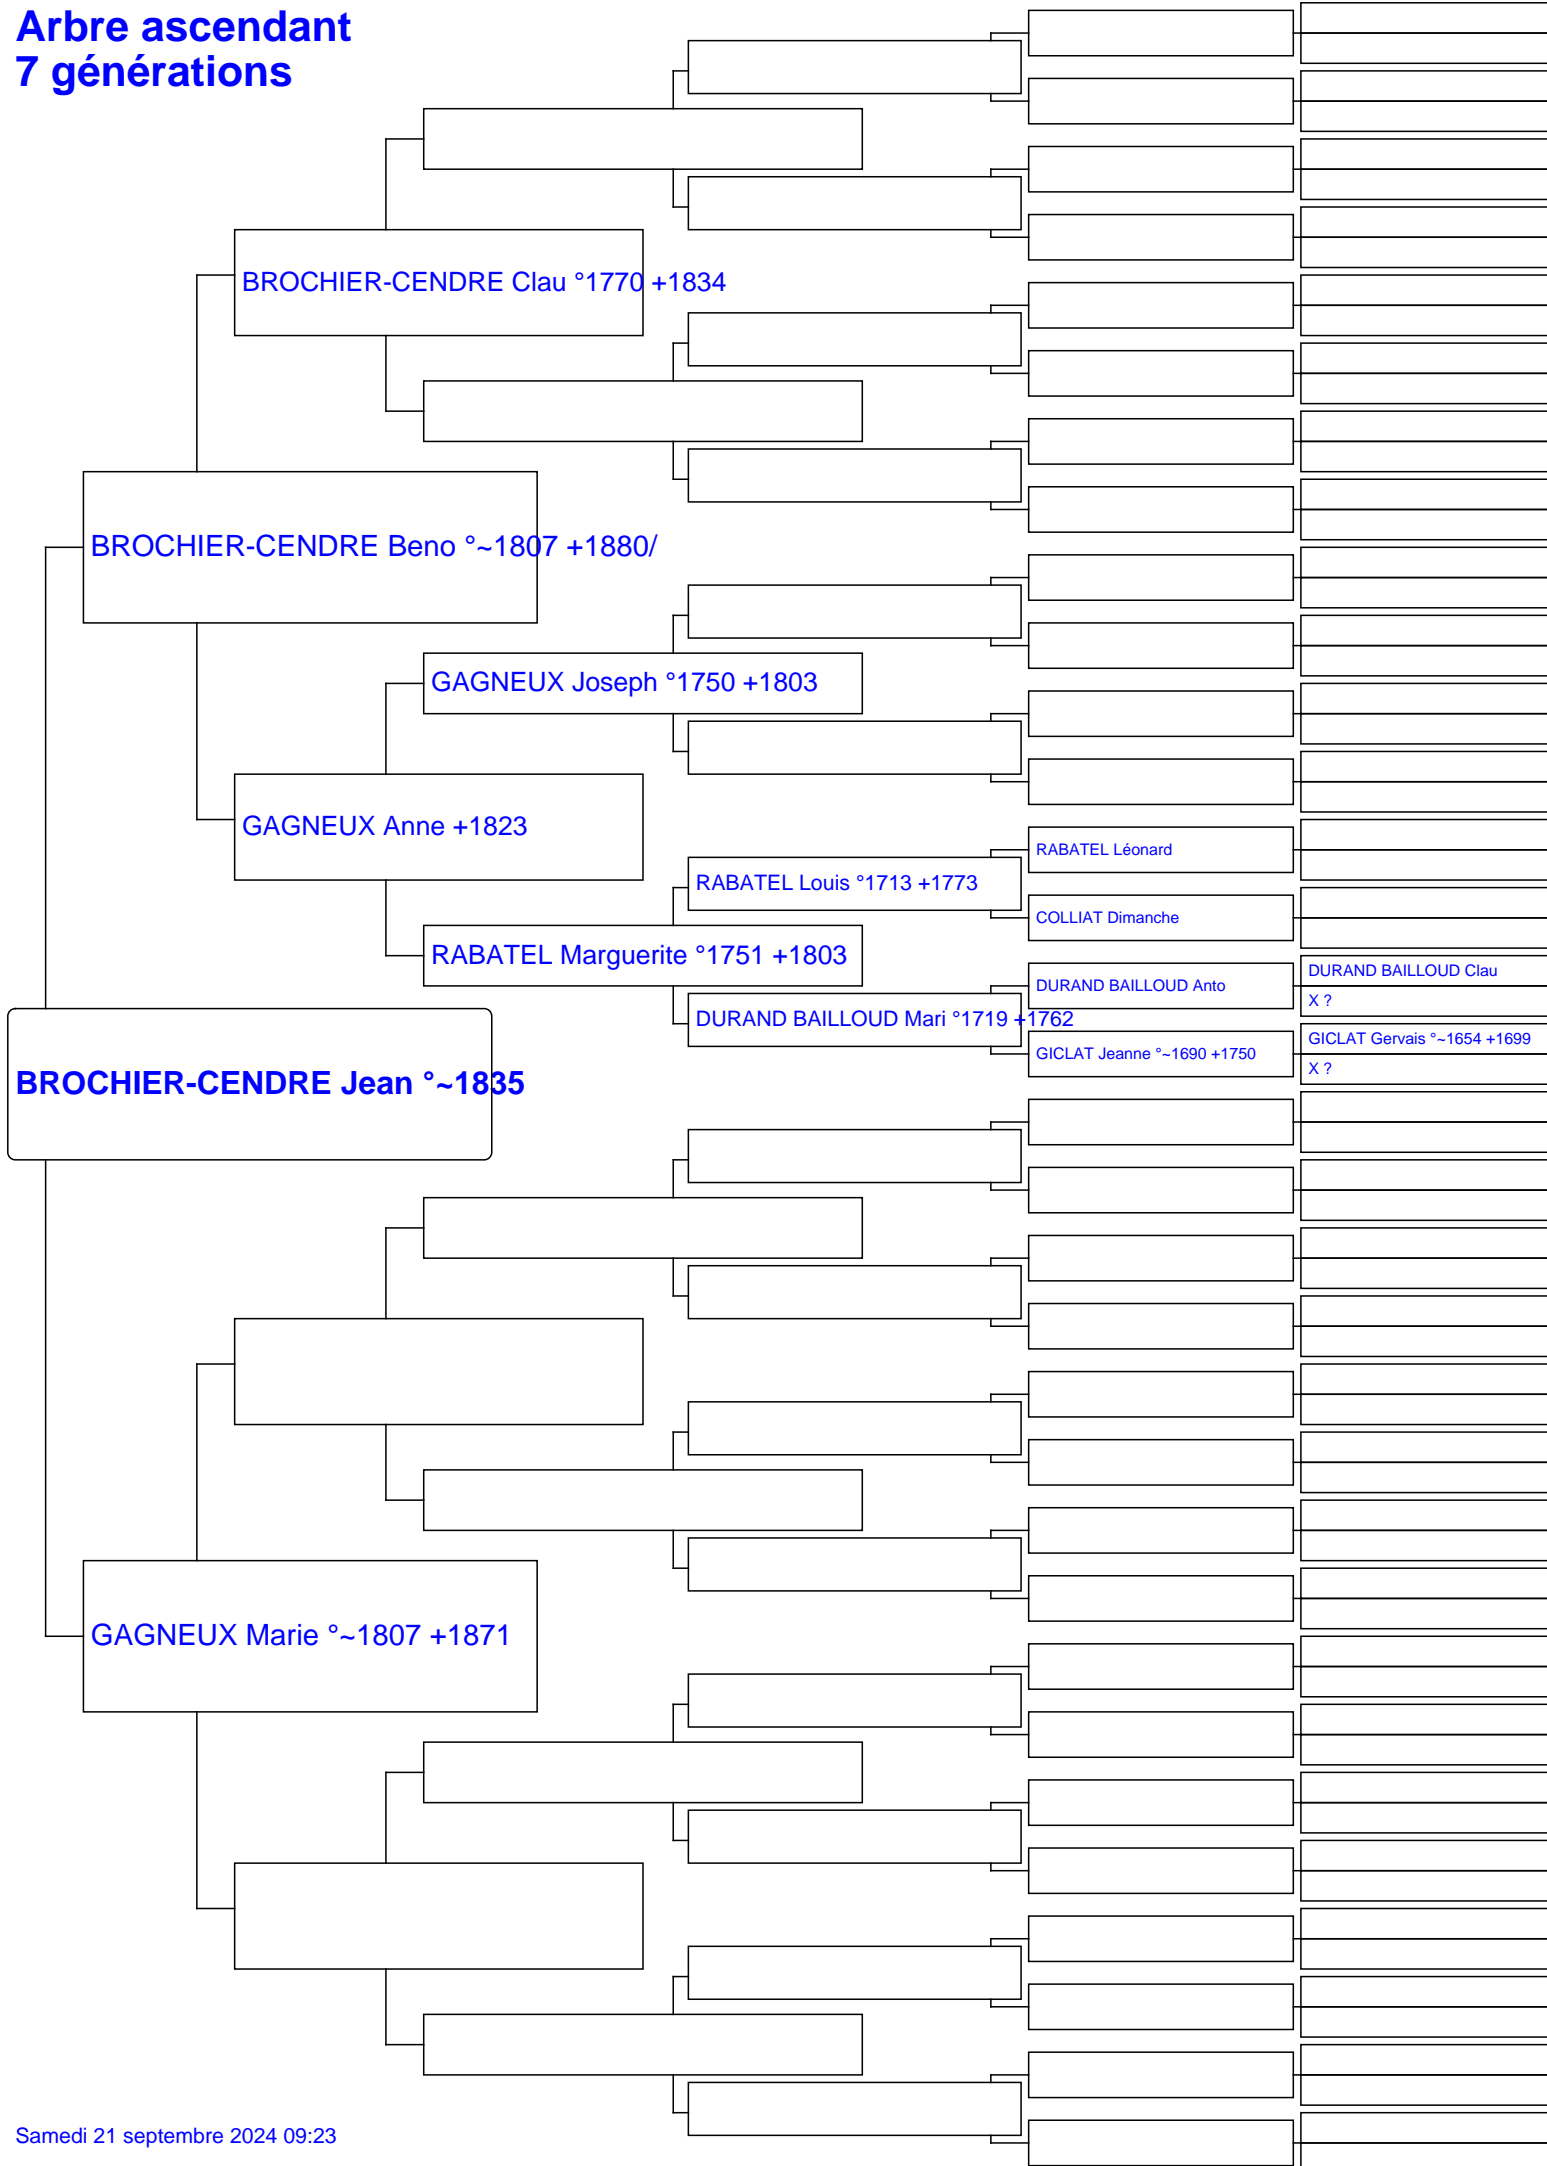 Arbre ascendant
7 générations
BROCHIER-CENDRE Clau °1770 +1834
BROCHIER-CENDRE Beno °~1807 +1880/
GAGNEUX Joseph °1750 +1803
GAGNEUX Anne +1823
RABATEL Léonard
RABATEL Louis °1713 +1773
COLLIAT Dimanche
RABATEL Marguerite °1751 +1803
DURAND BAILLOUD Clau
DURAND BAILLOUD Anto
X ?
DURAND BAILLOUD Mari °1719 +1762
GICLAT Gervais °~1654 +1699
GICLAT Jeanne °~1690 +1750
X ?
BROCHIER-CENDRE Jean °~1835
GAGNEUX Marie °~1807 +1871
Samedi 21 septembre 2024 09:23